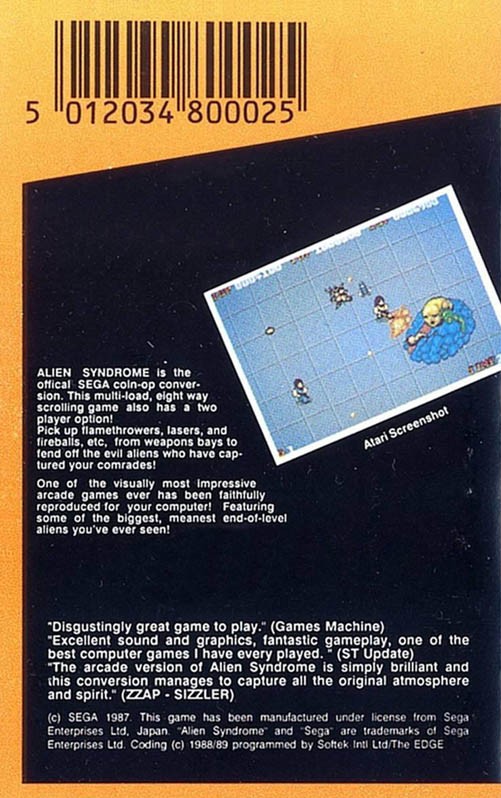 5 012034 800025
ALIEN SYNDROME is the
offical SEGA coin-op conver-
sion. This multi-load, eight way
scrolling game also has a two
player option!
Pick up flamethrowers, lasers, and
fireballs, etc, from weapons bays to
fend off the evil aliens who have cap-
tured your comrades!
One of the visually most impressive
arcade games ever has been faithfully
reproduced for your computer! Featuring
some of the biggest, meanest end-of-level
aliens you've ever seen!
Atari Screenshot
"Disgustingly great game to play." (Games Machine)
"Excellent sound and graphics, fantastic gameplay, one of the
best computer games I have every played. " (ST Update)
"The arcade version of Alien Syndrome is simply brilliant and
this conversion manages to capture all the original atmosphere
and spirit." (ZZAP - SIZZLER)
(c) SEGA 1987. This game has been manufactured under license from Sega
Enterprises Ltd, Japan. "Alien Syndrome" and "Sega" are trademarks of Sega
Enterprises Ltd. Coding (c) 1988/89 programmed by Softek Intl Ltd/The EDGE